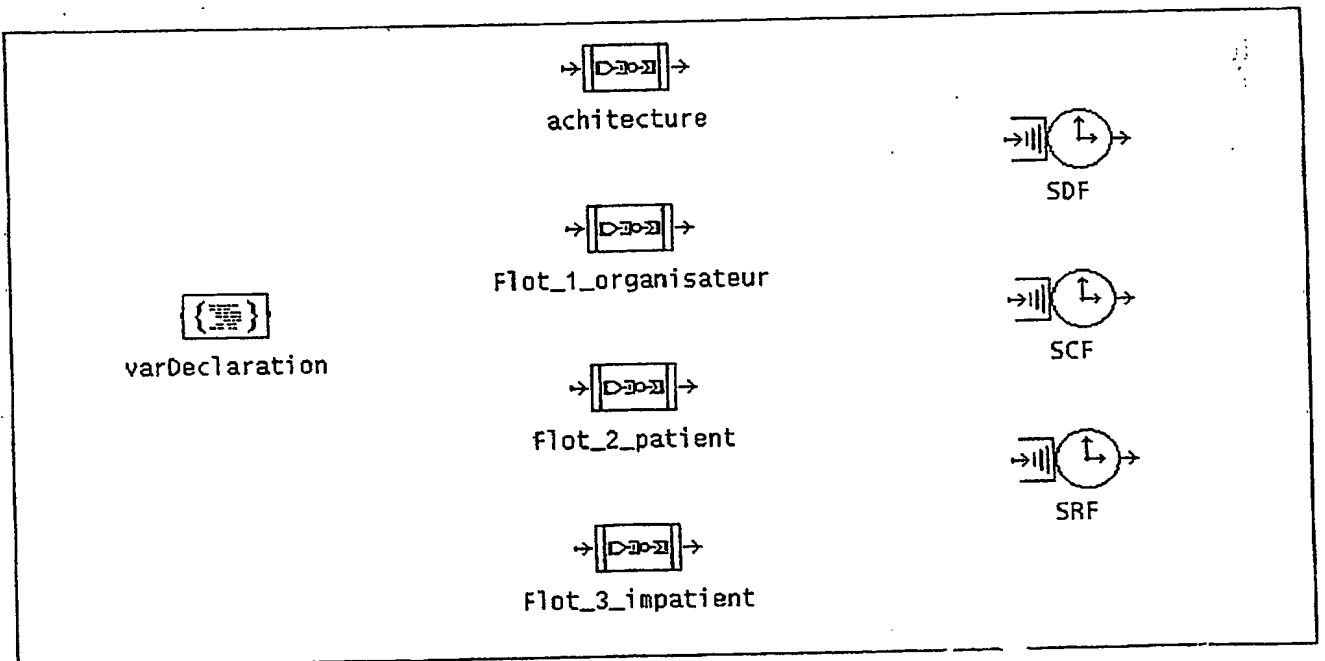 achitecture
SDF
Flot_1_organisateur
varDeclaration
SCF
Flot_2_patient
SRF
Flot_3_impatient